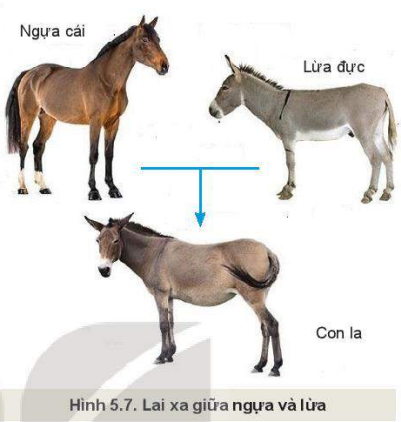 Ngựa cái
Lừa đực
Con la
Hình 5.7. Lai xa giữa ngựa và lừa